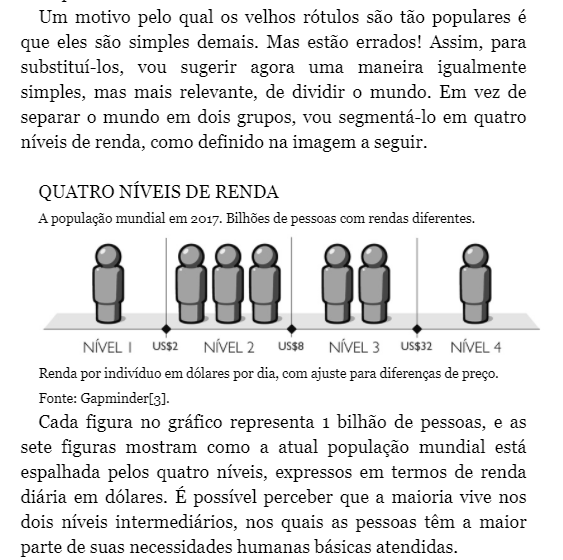 Um motivo pelo qual os velhos rótulos são tão populares é
que eles são simples demais. Mas estão errados! Assim, para
substituí-los, vou sugerir agora uma maneira igualmente
simples, mas mais relevante, de dividir o mundo. Em vez de
separar o mundo em dois grupos, vou segmentá-lo em quatro
níveis de renda, como definido na imagem a seguir.
QUATRO NÍVEIS DE RENDA
A população mundial em 2017. Bilhões de pessoas com rendas diferentes.
NÍVEL 1 US$2 NÍVEL 2 US$8 NÍVEL 3 US$32 NÍVEL 4
Renda por indivíduo em dólares por dia, com ajuste para diferenças de preço.
Fonte: Gapminder[3].
Cada figura no gráfico representa 1 bilhão de pessoas, e as
sete figuras mostram como a atual população mundial está
espalhada pelos quatro níveis, expressos em termos de renda
diária em dólares. É possível perceber que a maioria vive nos
dois níveis intermediários, nos quais as pessoas têm a maior
parte de suas necessidades humanas básicas atendidas.